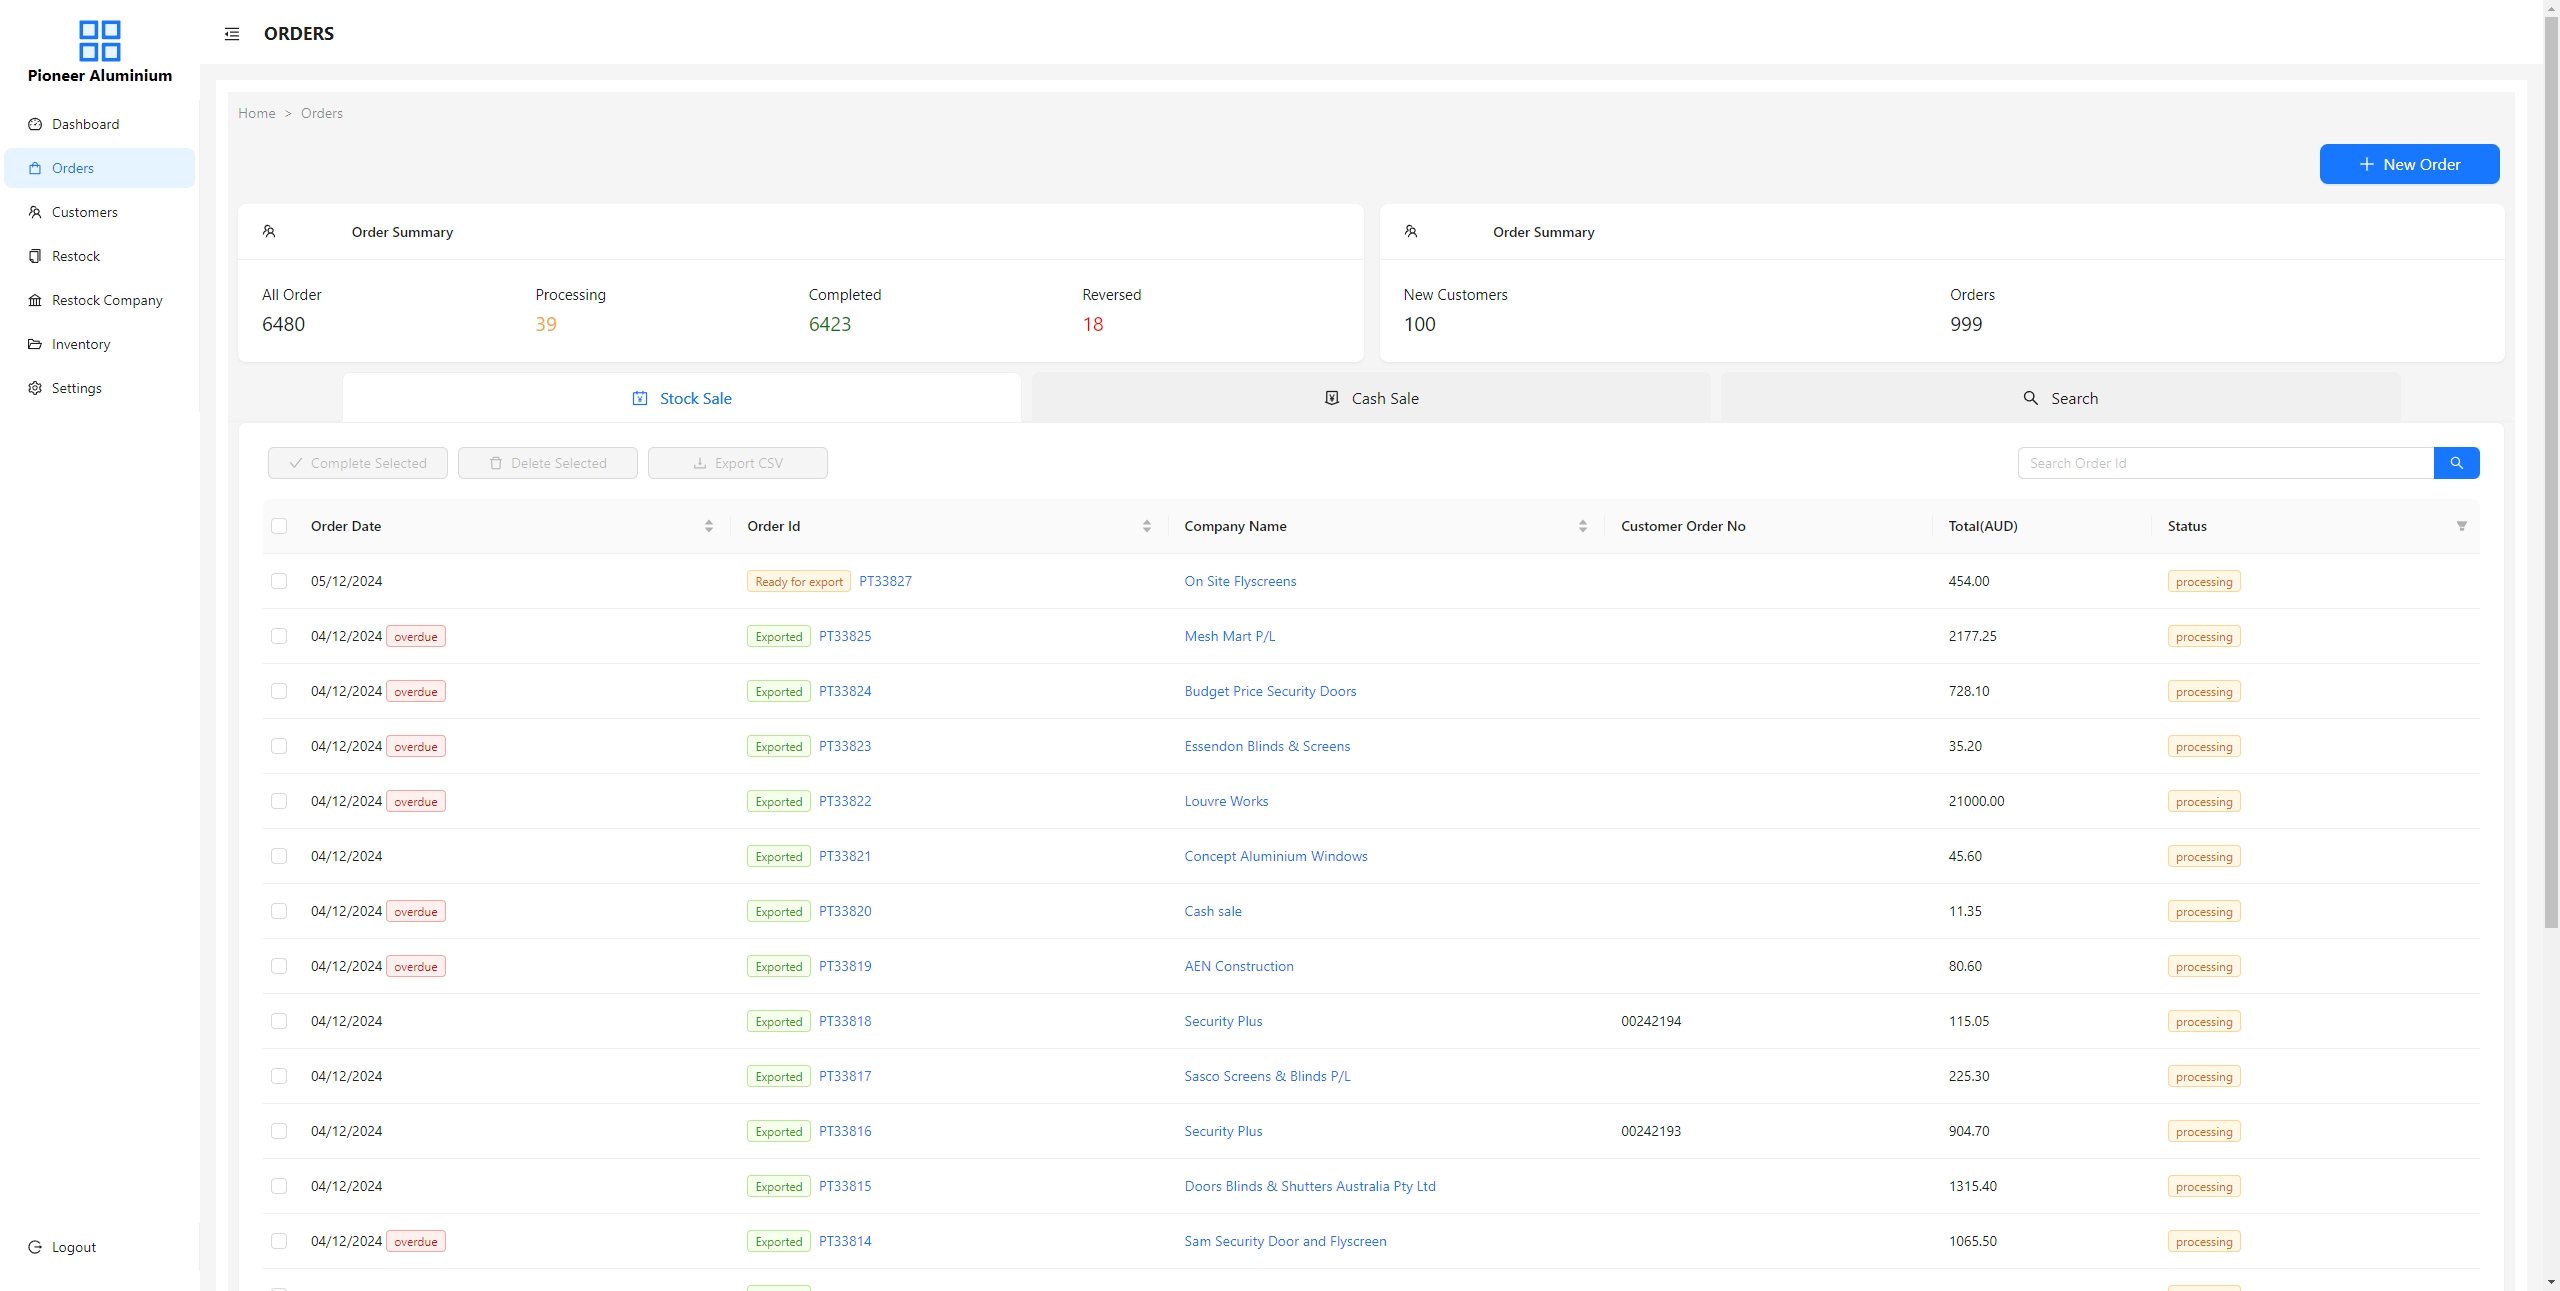 Pioneer Aluminium
ORDERS
Dashboard
Orders
Customers
Restock
Restock Company
Inventory
Settings
Logout
Home > Orders
New Order
Order Summary
All Order Processing Completed Reversed
6480 39 6423 18
Order Summary
New Customers Orders
100 999
Stock Sale Cash Sale Search
Complete Selected Delete Selected Export CSV Search Order Id
Order Date Order Id Company Name Customer Order No Total(AUD) Status
05/12/2024 Ready for export PT33827 On Site Flyscreens 454.00 processing
04/12/2024 overdue Exported PT33825 Mesh Mart P/L 2177.25 processing
04/12/2024 overdue Exported PT33824 Budget Price Security Doors 728.10 processing
04/12/2024 overdue Exported PT33823 Essendon Blinds & Screens 35.20 processing
04/12/2024 overdue Exported PT33822 Louvre Works 21000.00 processing
04/12/2024 Exported PT33821 Concept Aluminium Windows 45.60 processing
04/12/2024 overdue Exported PT33820 Cash sale 11.35 processing
04/12/2024 overdue Exported PT33819 AEN Construction 80.60 processing
04/12/2024 Exported PT33818 Security Plus 00242194 115.05 processing
04/12/2024 Exported PT33817 Sasco Screens & Blinds P/L 225.30 processing
04/12/2024 Exported PT33816 Security Plus 00242193 904.70 processing
04/12/2024 Exported PT33815 Doors Blinds & Shutters Australia Pty Ltd 1315.40 processing
04/12/2024 overdue Exported PT33814 Sam Security Door and Flyscreen 1065.50 processing